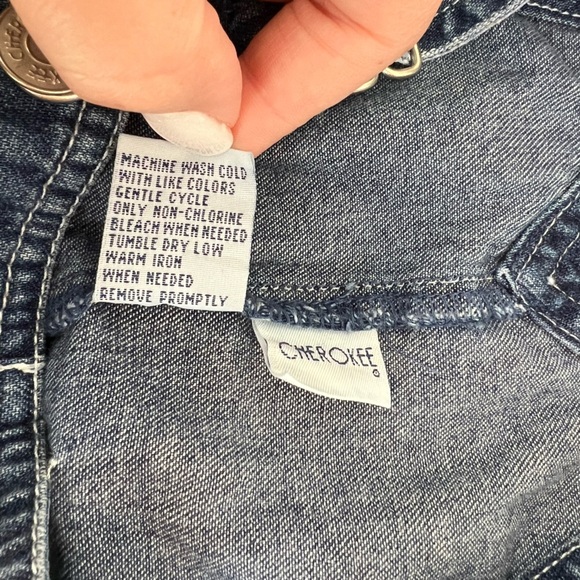 MACHINE WASH COLD
WITH LIKE COLORS
GENTLE CYCLE
ONLY NON-CHLORINE
BLEACH WHEN NEEDED
TUMBLE DRY LOW
WARM IRON
WHEN NEEDED
REMOVE PROMPTLY
CHEROKEE